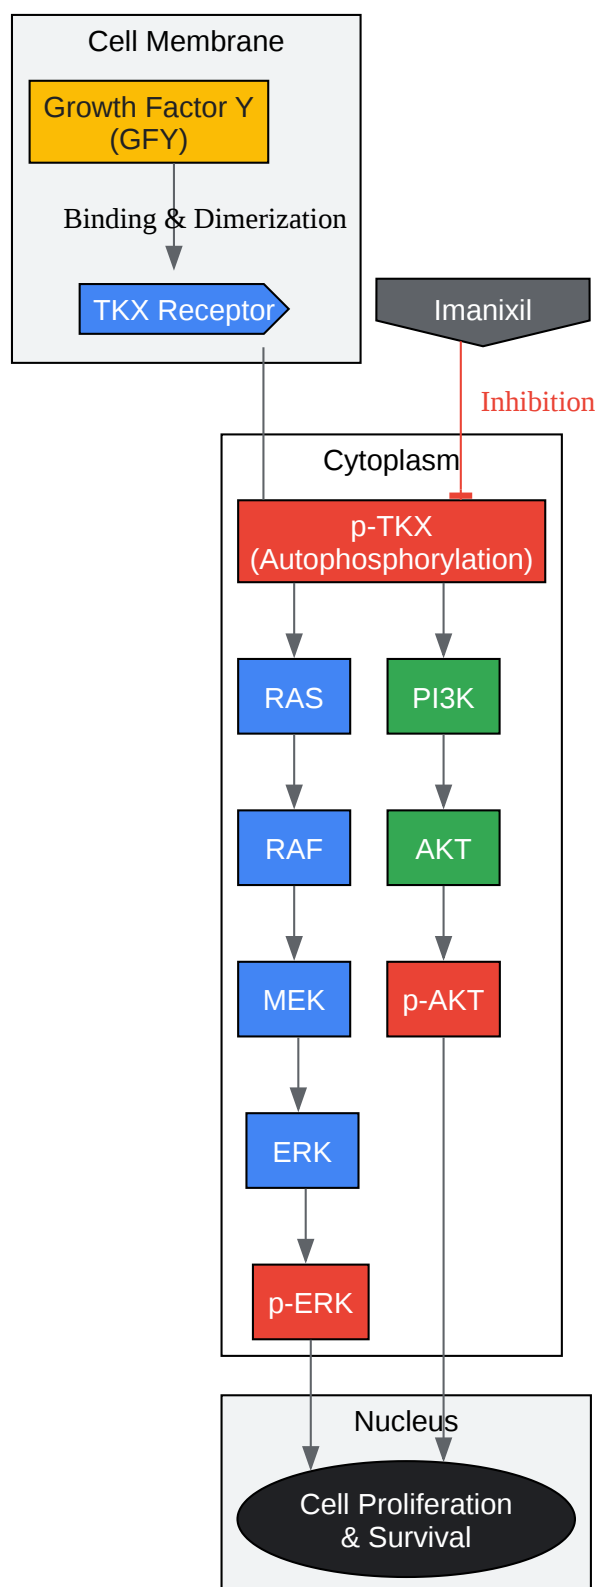 Cell Membrane
Growth Factor Y
(GFY)
Binding & Dimerization
TKX Receptor
Imanixil
Inhibition
Cytoplasm
p-TKX
(Autophosphorylation)
RAS
PI3K
RAF
AKT
MEK
p-AKT
ERK
p-ERK
Nucleus
Cell Proliferation
& Survival